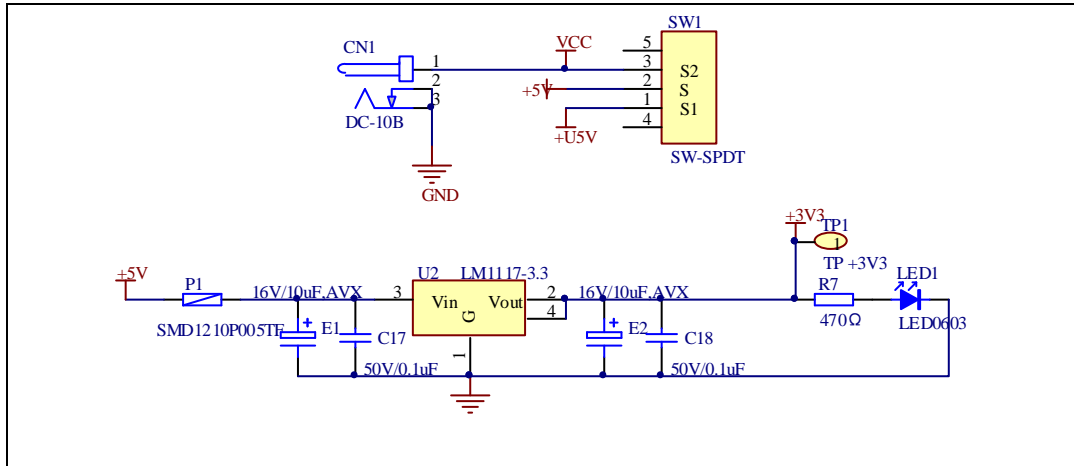 SW1
VCC
CN1
5
1
3
S2
2
2
S
+5V
3
1
S1
DC-10B
+U5V
4
SW-SPDT
GND
+3V3
TP1
1
TP +3V3
+5V
P1
U2
LM1117-3.3
LED1
R7
16V/10uF,AVX
3
Vin
Vout
2
16V/10uF,AVX
4
470Ω
LED0603
SMD1210P005TF
E1
C17
G
E2
C18
1
50V/0.1uF
50V/0.1uF